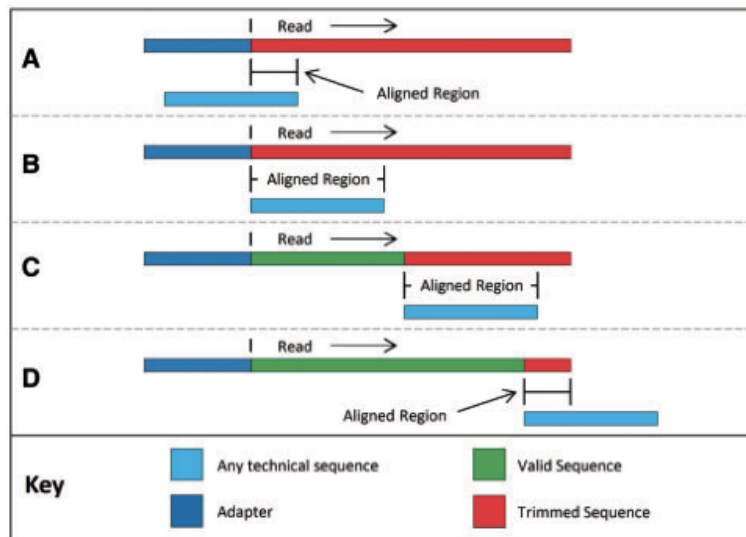 Read
A
Aligned Region
Read
B
Aligned Region
Read
C
Aligned Region
Read
D
Aligned Region
Key
Any technical sequence
Valid Sequence
Adapter
Trimmed Sequence